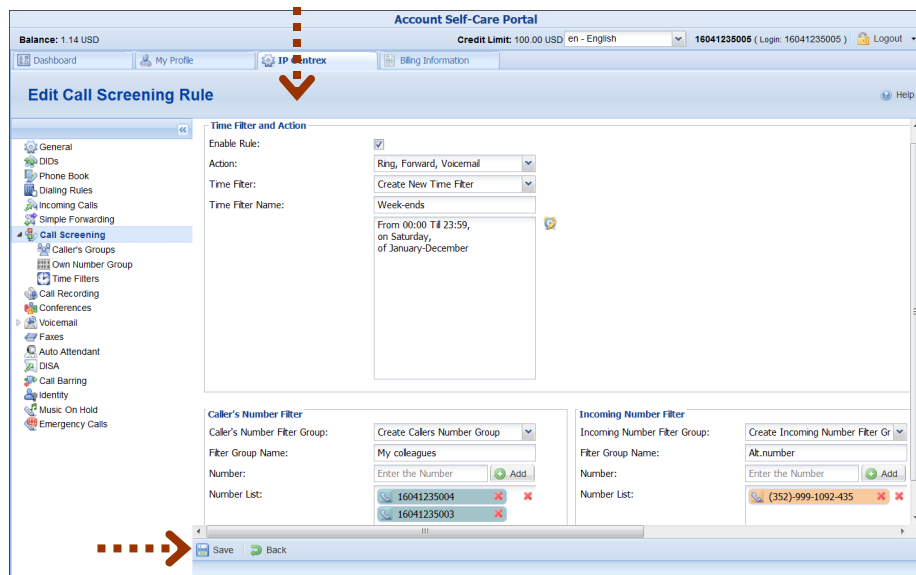 Account Self-Care Portal
Balance: 1.14 USD Credit Limit: 100.00 USD en - English 16041235005 ( Login: 16041235005 ) Logout
Dashboard My Profile IP Centrex Billing Information
Edit Call Screening Rule Help
General
DIDs
Phone Book
Dialing Rules
Incoming Calls
Simple Forwarding
Call Screening
Caller's Groups
Own Number Group
Time Filters
Call Recording
Conferences
Voicemail
Faxes
Auto Attendant
DISA
Call Barring
Identity
Music On Hold
Emergency Calls
Time Filter and Action
Enable Rule:
Action: Ring, Forward, Voicemail
Time Filter: Create New Time Filter
Time Filter Name: Week-ends
From 00:00 Till 23:59,
on Saturday,
of January-December
Caller's Number Filter
Caller's Number Filter Group: Create Callers Number Group
Filter Group Name: My colleagues
Number: Enter the Number Add
Number List: 16041235004
16041235003
Incoming Number Filter
Incoming Number Filter Group: Create Incoming Number Filter Gr
Filter Group Name: Alt.number
Number: Enter the Number Add
Number List: (352)-999-1092-435
Save Back